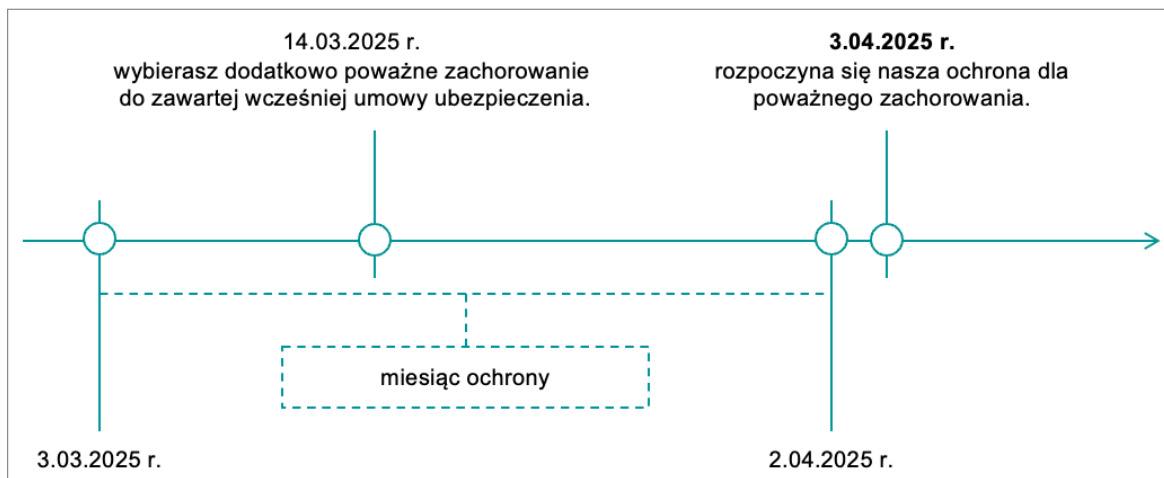 14.03.2025 r.
wybierasz dodatkowo poważne zachorowanie
do zawartej wcześniej umowy ubezpieczenia.
3.04.2025 r.
rozpoczyna się nasza ochrona dla
poważnego zachorowania.
miesiąc ochrony
3.03.2025 r.
2.04.2025 r.